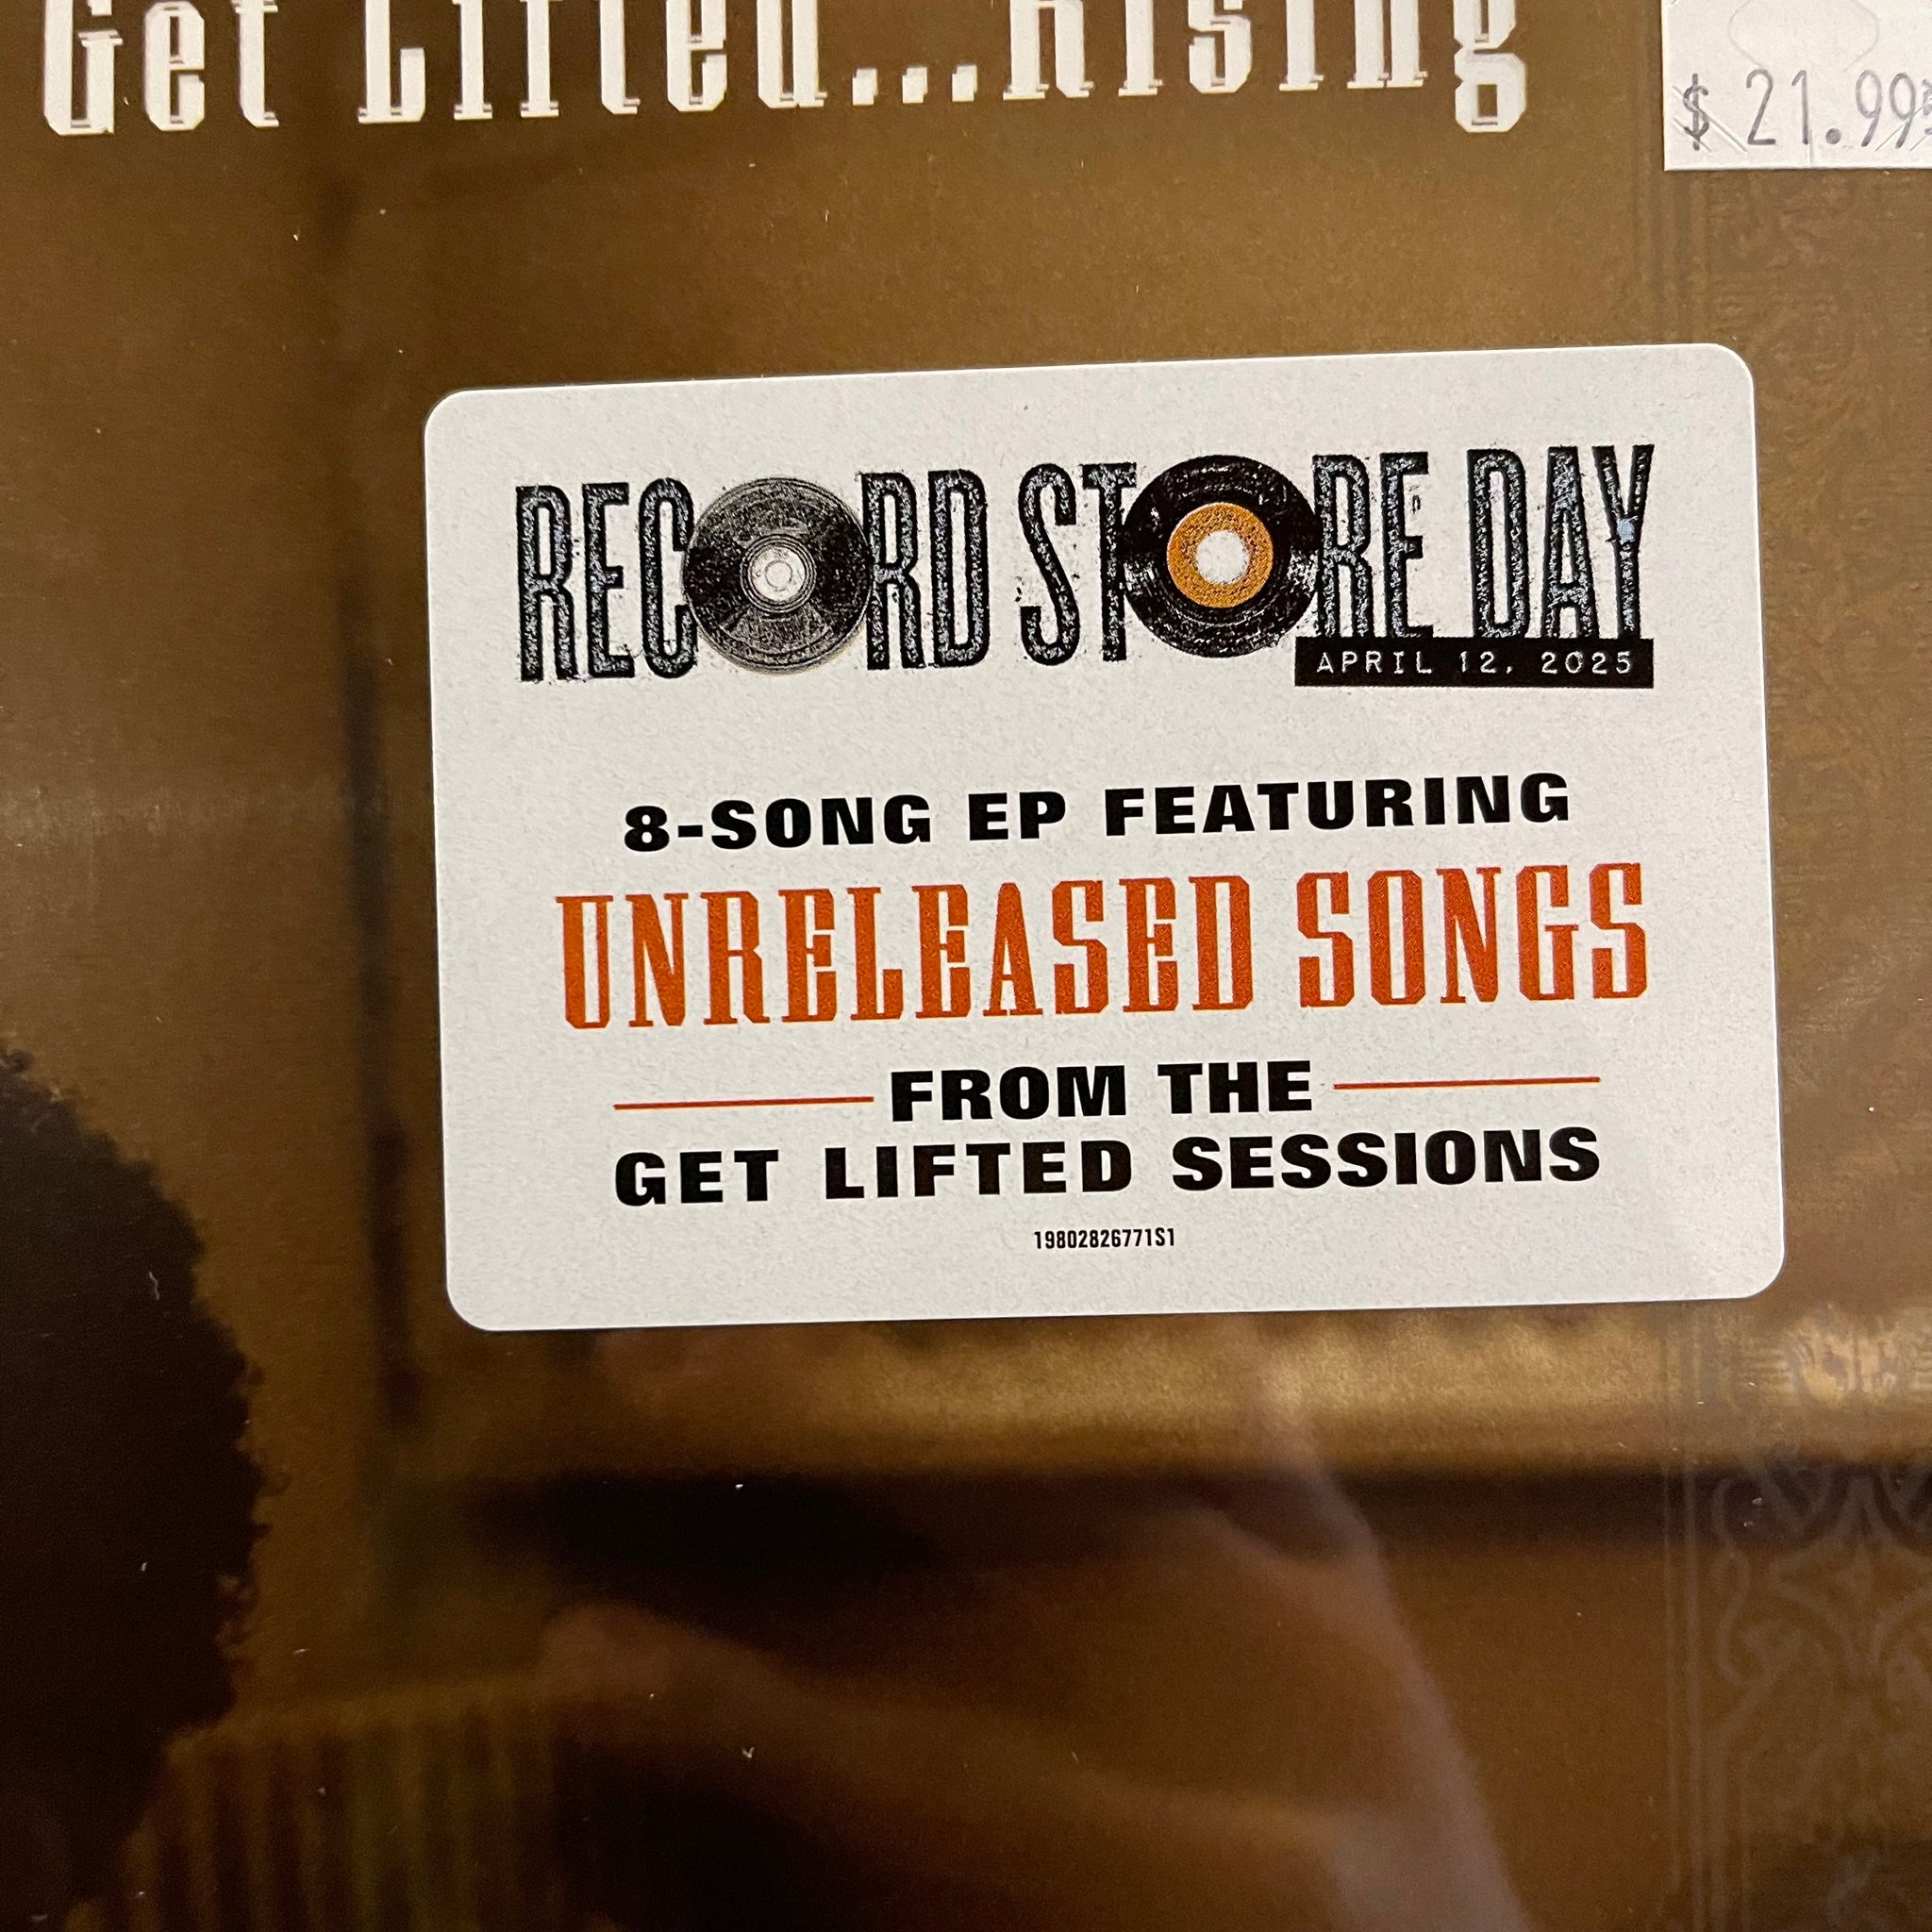 Get Lifted...Rising
$ 21.99
RECORD STORE DAY
APRIL 12, 2025
8-SONG EP FEATURING
UNRELEASED SONGS
FROM THE
GET LIFTED SESSIONS
19802826771S1